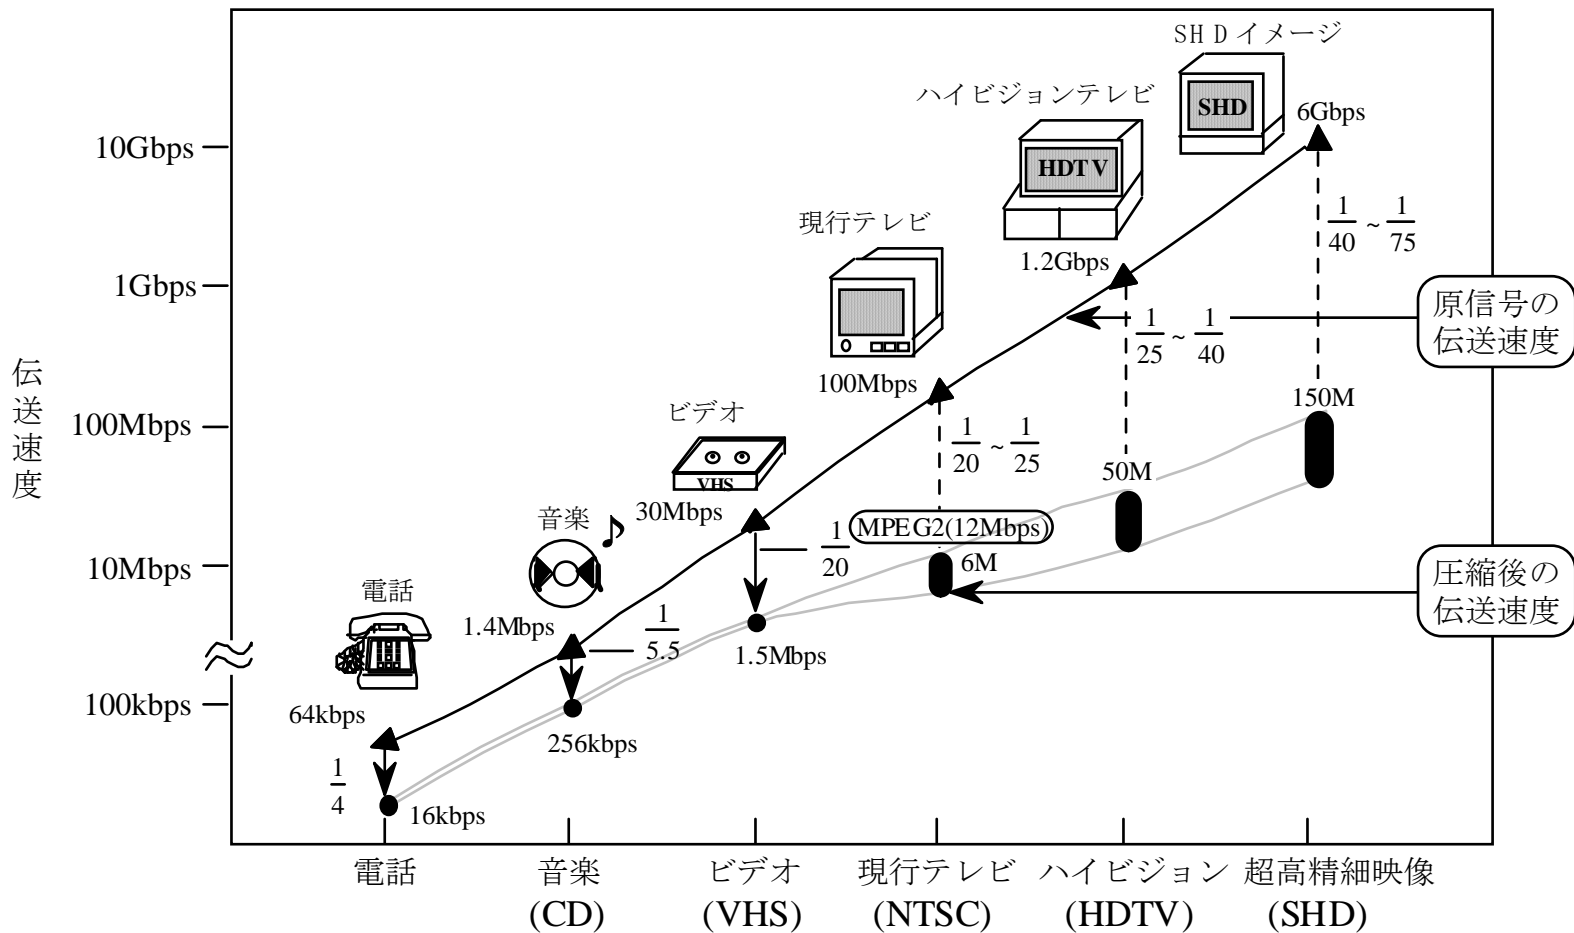 SHDイメージ
SHD
6Gbps
ハイビジョンテレビ
HDTV
10Gbps
1/40 ~ 1/75
現行テレビ
1.2Gbps
1Gbps
原信号の
伝送速度
1/25 ~ 1/40
100Mbps
150M
伝送速度
ビデオ
VHS
100Mbps
1/20 ~ 1/25
50M
30Mbps
音楽
MPEG2(12Mbps)
1/20
6M
10Mbps
圧縮後の
伝送速度
電話
1.4Mbps
1/5.5
1.5Mbps
100kbps
64kbps
256kbps
1/4
16kbps
電話
音楽
(CD)
ビデオ
(VHS)
現行テレビ
(NTSC)
ハイビジョン
(HDTV)
超高精細映像
(SHD)